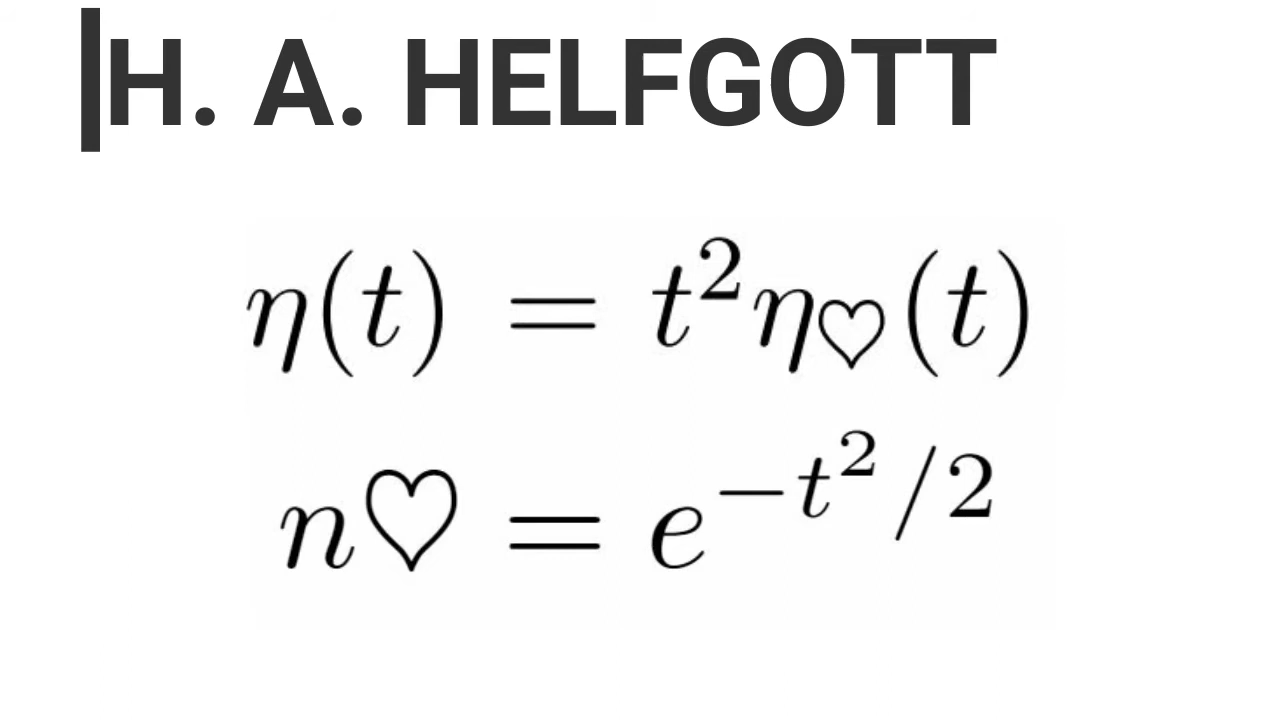 H. A. HELFGOTT
η(t) = t²η♡(t)
n♡ = e^{-t²/2}